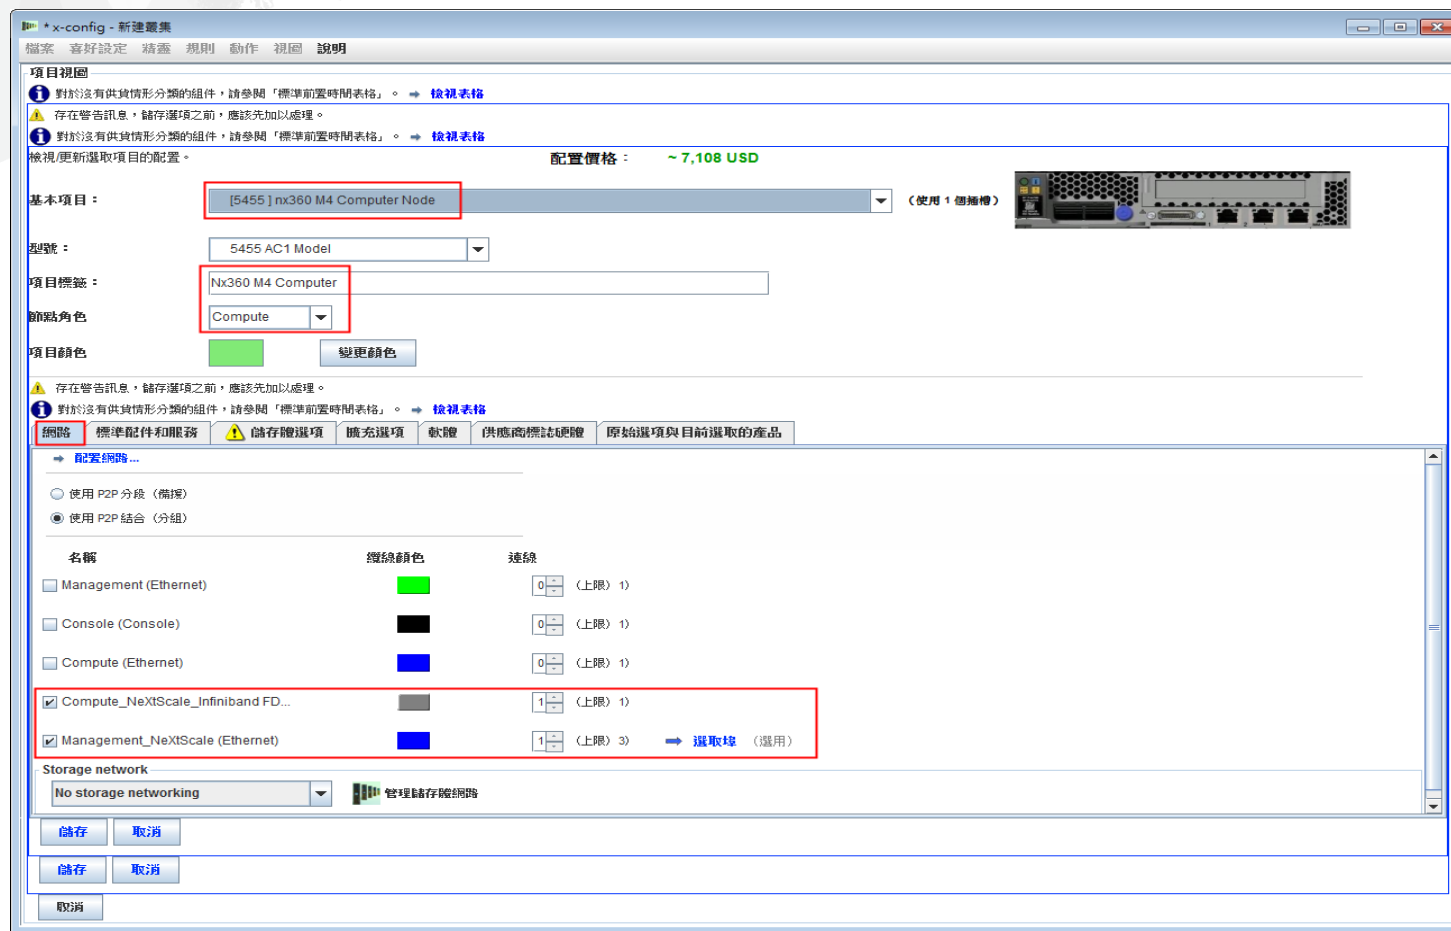 * x-config - 新建叢集
檔案 喜好設定 精靈 規則 動作 視圖 說明
項目視圖
對於沒有供貨情形分類的組件，請參閱「標準前置時間表格」。 檢視表格
存在警告訊息，儲存選項之前，應該先加以處理。
對於沒有供貨情形分類的組件，請參閱「標準前置時間表格」。 檢視表格
檢視/更新選取項目的配置。 配置價格： ~ 7,108 USD
基本項目： [5455 ] nx360 M4 Computer Node （使用 1 個插槽）
型號： 5455 AC1 Model
項目標籤： Nx360 M4 Computer
節點角色 Compute
項目顏色 變更顏色
存在警告訊息，儲存選項之前，應該先加以處理。
對於沒有供貨情形分類的組件，請參閱「標準前置時間表格」。 檢視表格
網路 標準配件和服務 儲存體選項 擴充選項 軟體 供應商標誌硬體 原始選項與目前選取的產品
配置網路...
使用 P2P 分段（備援）
使用 P2P 結合（分組）
名稱 纜線顏色 連線
Management (Ethernet) 0 （上限）1）
Console (Console) 0 （上限）1）
Compute (Ethernet) 0 （上限）1）
Compute_NeXtScale_Infiniband FD... 1 （上限）1）
Management_NeXtScale (Ethernet) 1 （上限）3） 選取埠 （選用）
Storage network
No storage networking 管理儲存體網路
儲存 取消
儲存 取消
取消